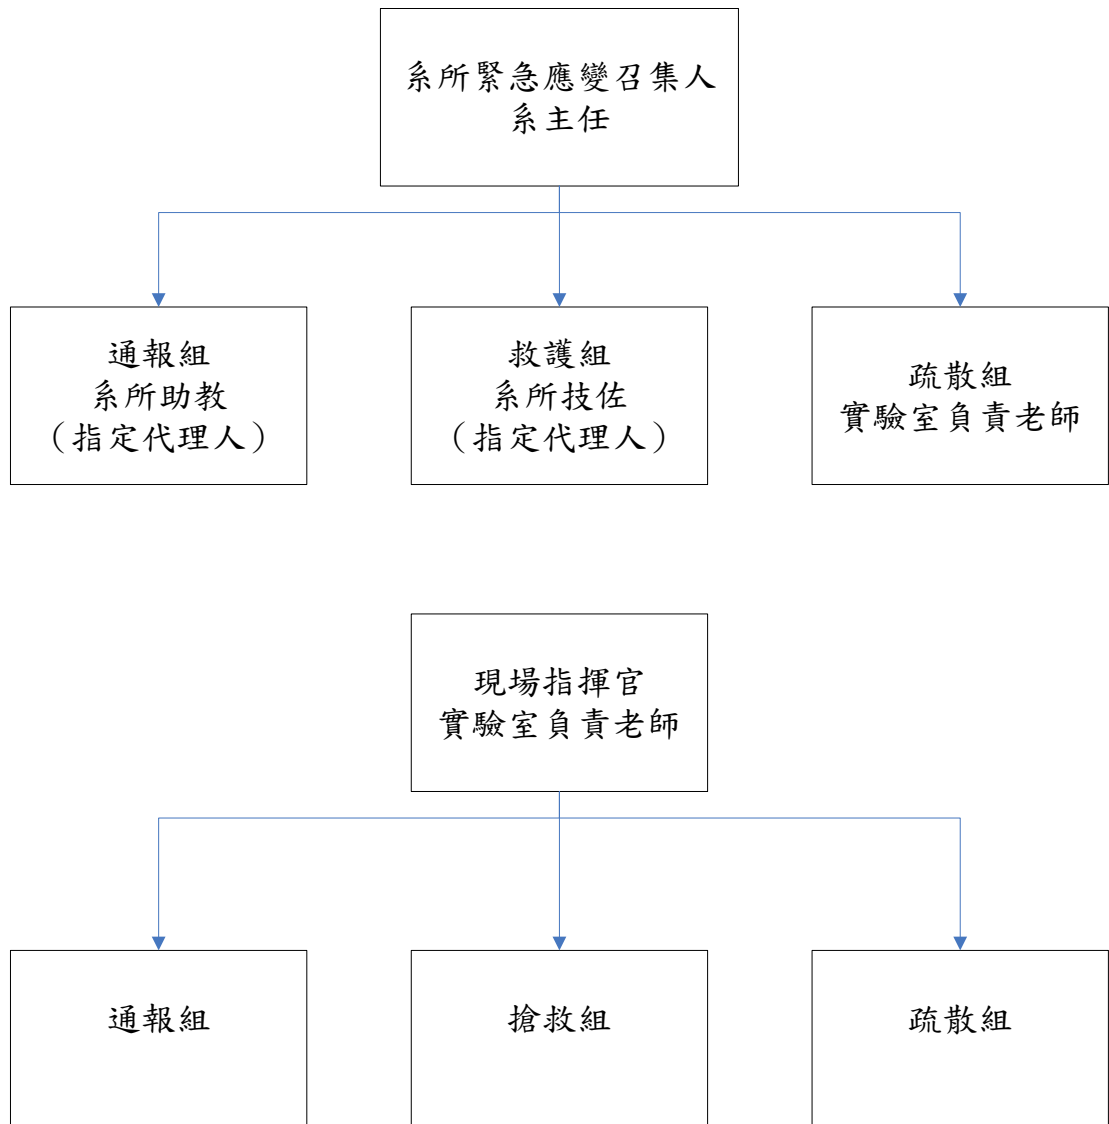 系所緊急應變召集人
系主任
通報組
系所助教
（指定代理人）
救護組
系所技佐
（指定代理人）
疏散組
實驗室負責老師
現場指揮官
實驗室負責老師
通報組
搶救組
疏散組